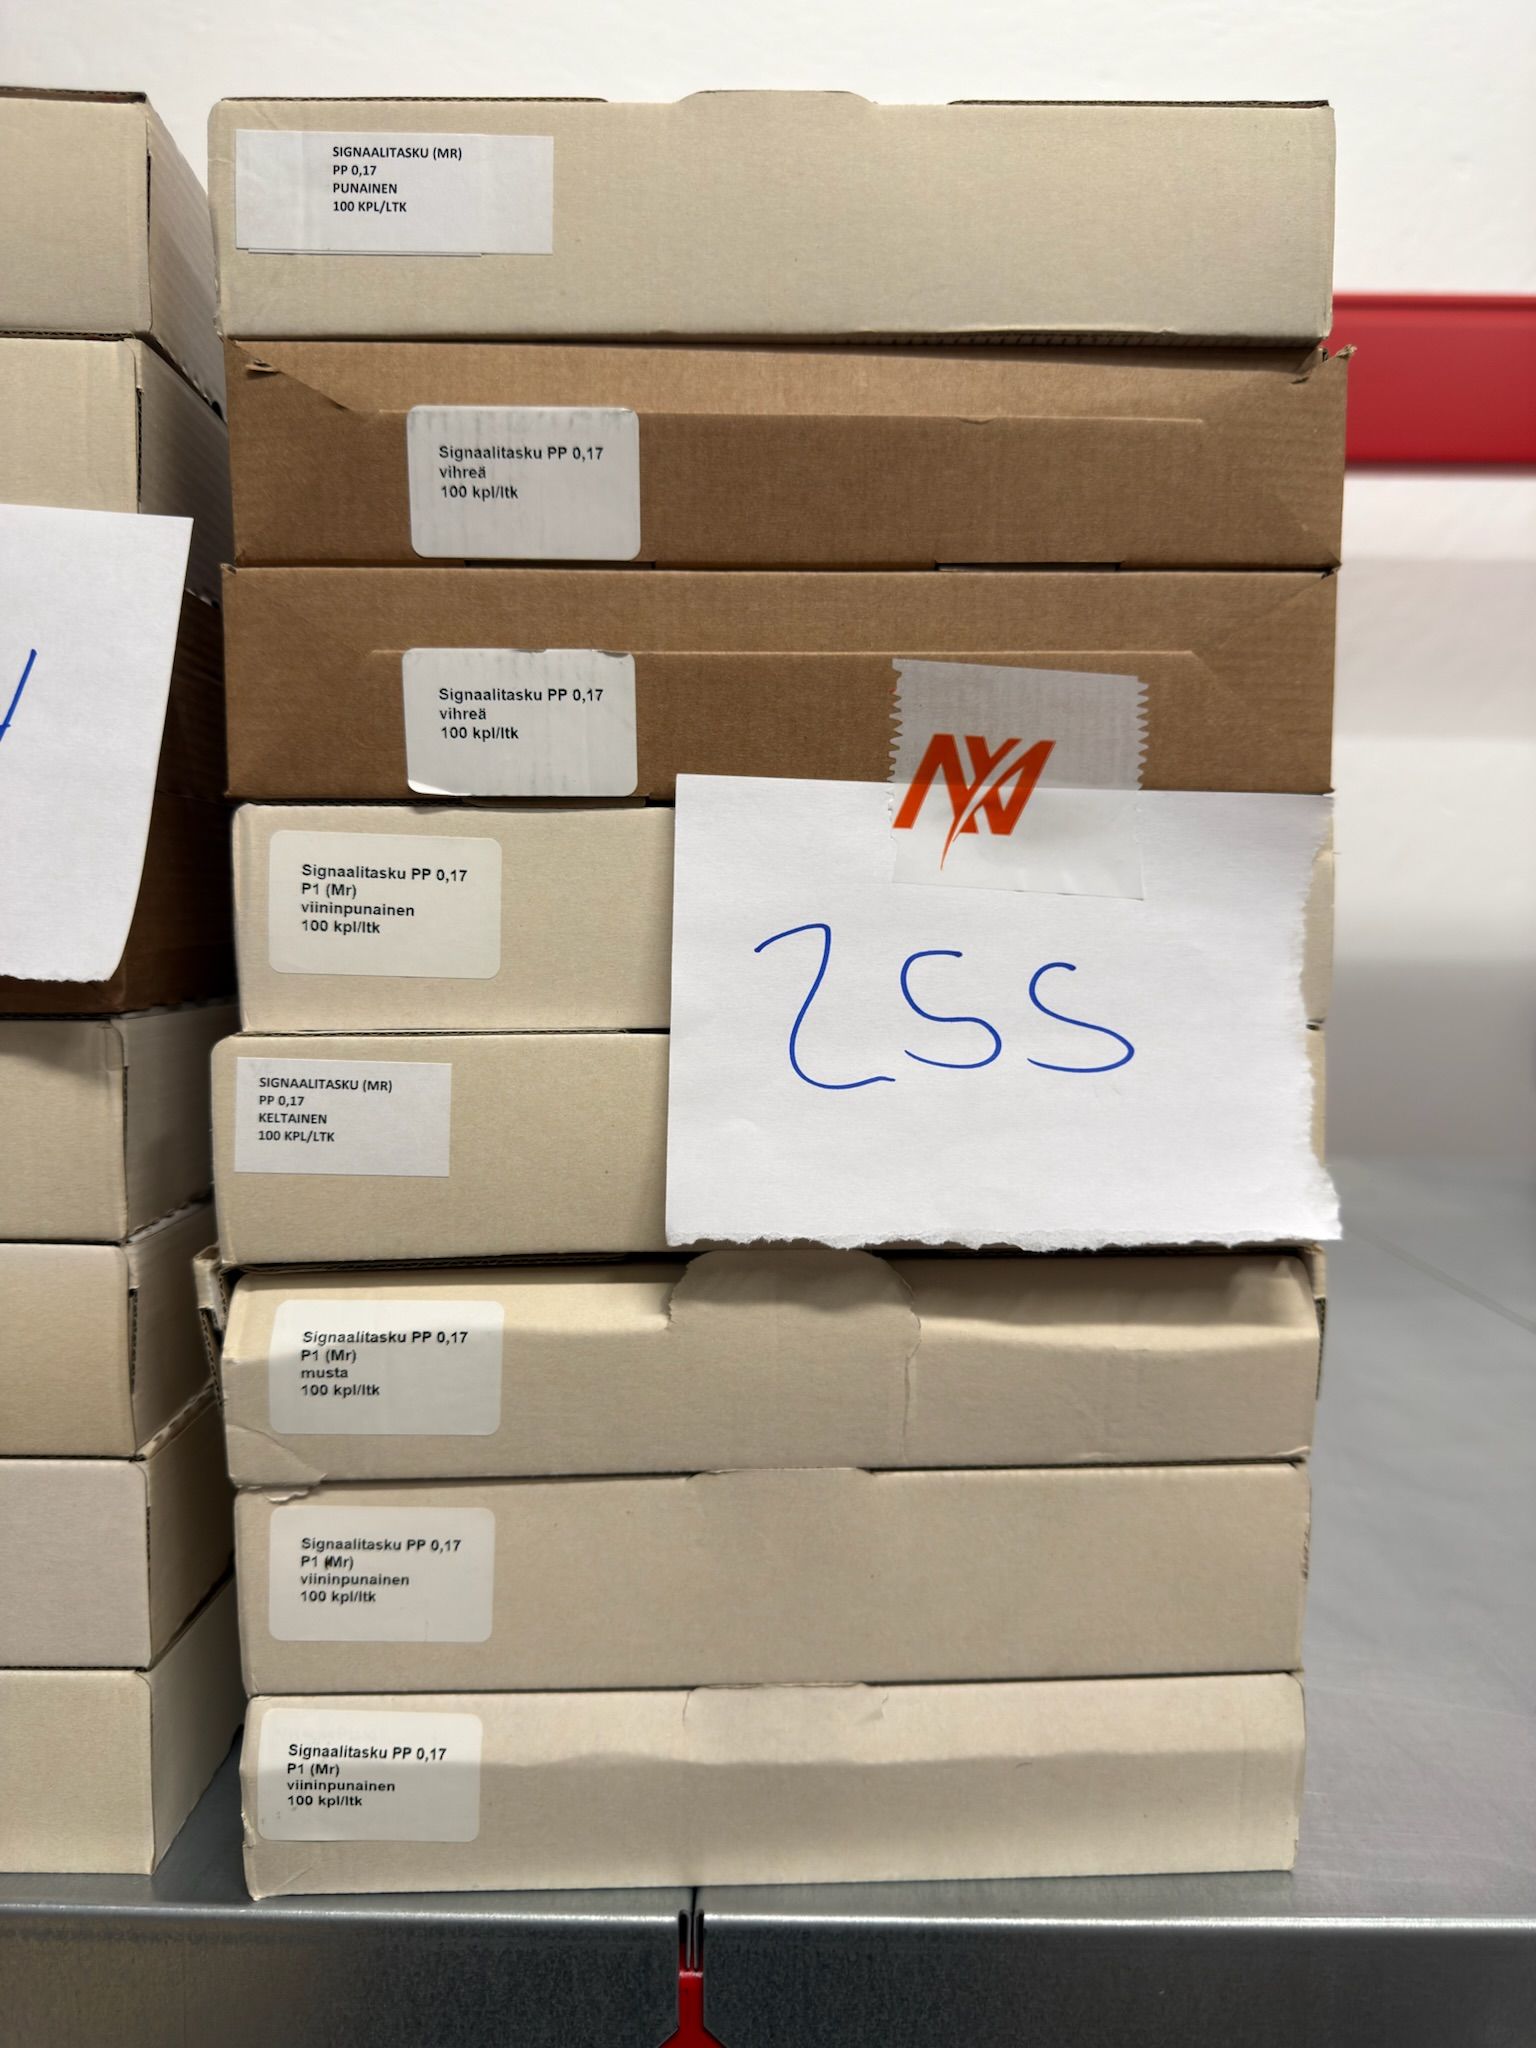 SIGNAALITASKU (MR)
PP 0,17
PUNAINEN
100 KPL/LTK
Signaalitasku PP 0,17
vihreä
100 kpl/ltk
Signaalitasku PP 0,17
vihreä
100 kpl/ltk
Signaalitasku PP 0,17
P1 (Mr)
viininpunainen
100 kpl/ltk
255
SIGNAALITASKU (MR)
PP 0,17
KELTAINEN
100 KPL/LTK
Signaalitasku PP 0,17
P1 (Mr)
musta
100 kpl/ltk
Signaalitasku PP 0,17
P1 (Mr)
viininpunainen
100 kpl/ltk
Signaalitasku PP 0,17
P1 (Mr)
viininpunainen
100 kpl/ltk